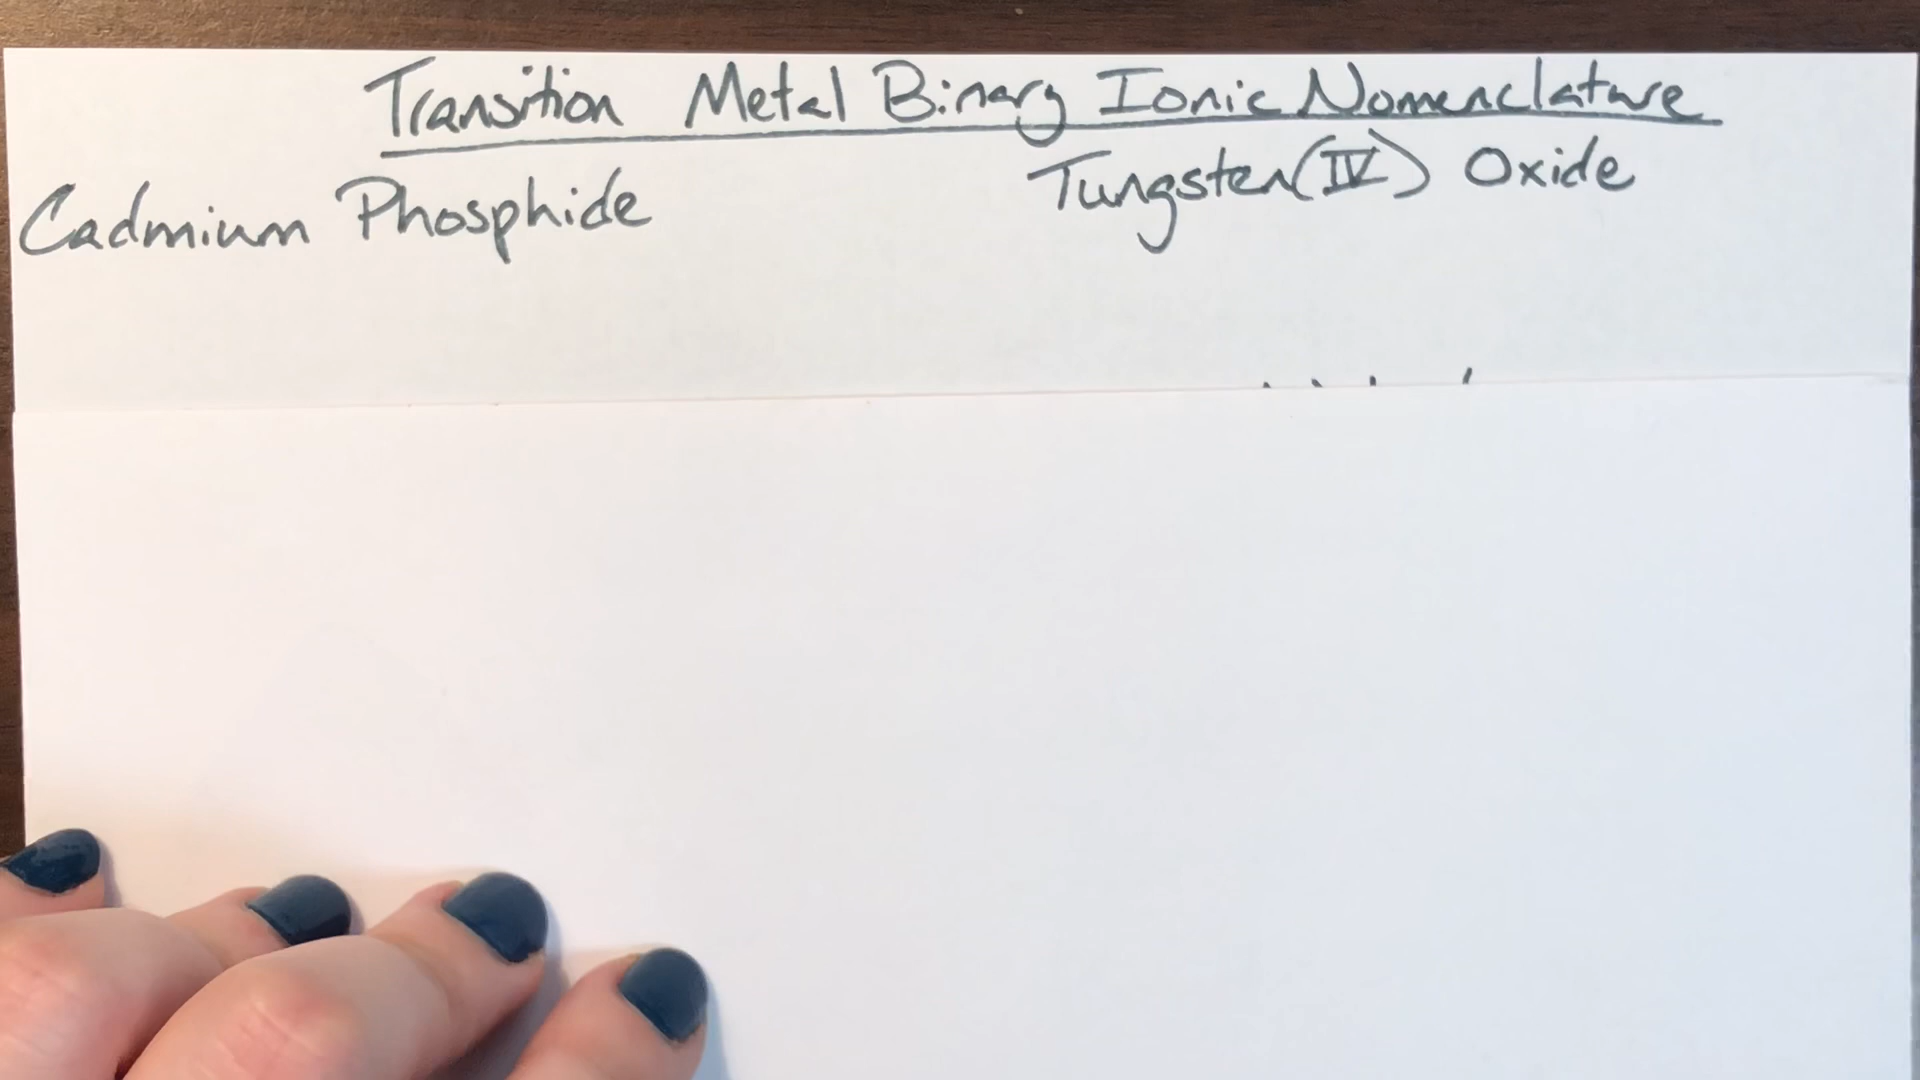 Transition Metal Binary Ionic Nomenclature
Cadmium Phosphide
Tungsten(IV) Oxide